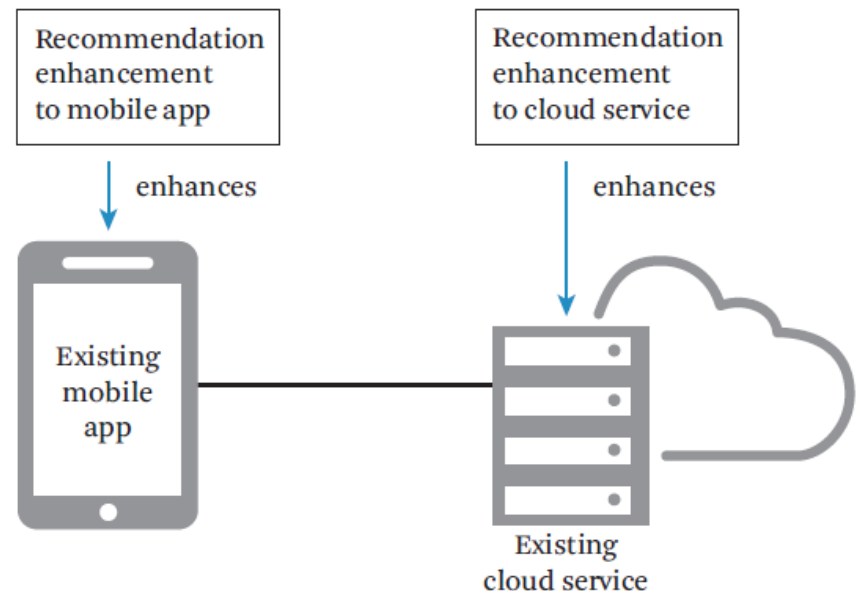 Recommendation
enhancement
to mobile app
Recommendation
enhancement
to cloud service
enhances
enhances
Existing
mobile
app
Existing
cloud service